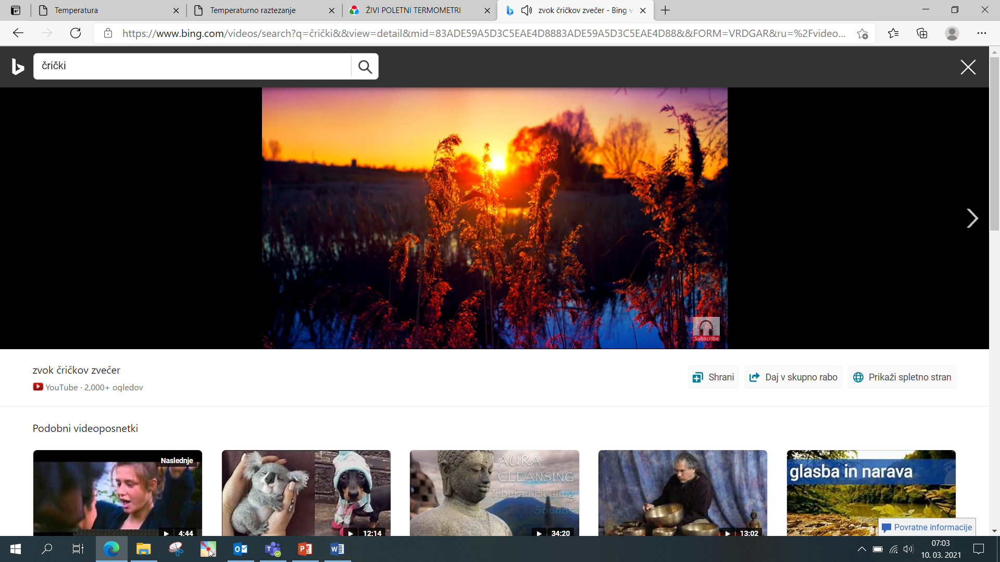 Temperatura
Temperaturno raztezanje
ŽIVI POLETNI TERMOMETRI
zvok čričkov zvečer - Bing v
https://www.bing.com/videos/search?q=črički&&view=detail&mid=83ADE59A5D3C5EAE4D8883ADE59A5D3C5EAE4D88&&FORM=VRDGAR&ru=%2Fvideo...
črički
Subscribe
zvok čričkov zvečer
YouTube · 2,000+ ogledov
Shrani
Daj v skupno rabo
Prikaži spletno stran
Podobni videoposnetki
Naslednje
4:44
12:14
AURA
CLEANSING
Tibetan Healing
Sounds
34:20
13:02
glasba in narava
Povratne informacije
07:03
10. 03. 2021